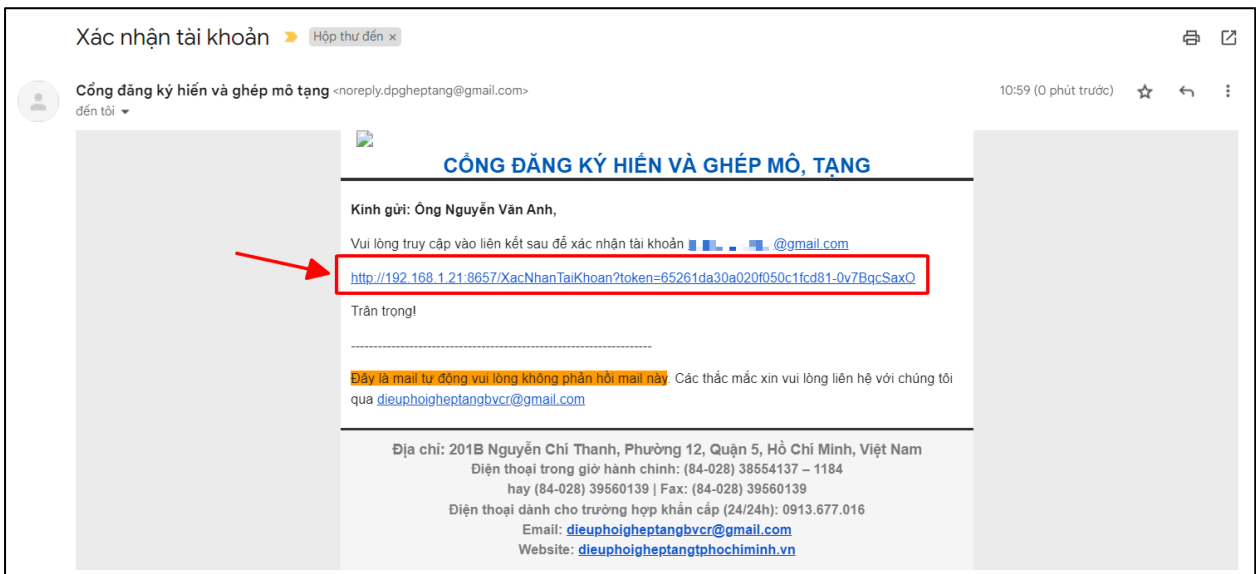 Xác nhận tài khoản Hộp thư đến ×
Cổng đăng ký hiến và ghép mô tạng <noreply.dpgheptang@gmail.com> 10:59 (0 phút trước)
đến tôi
CỔNG ĐĂNG KÝ HIẾN VÀ GHÉP MÔ, TẠNG
Kính gửi: Ông Nguyễn Văn Anh,
Vui lòng truy cập vào liên kết sau để xác nhận tài khoản @gmail.com
http://192.168.1.21:8657/XacNhanTaiKhoan?token=65261da30a020f050c1fcd81-0v7BqcSaxO
Trân trọng!
-------------------------------------------------------------------
Đây là mail tự động vui lòng không phản hồi mail này. Các thắc mắc xin vui lòng liên hệ với chúng tôi
qua dieuphoigheptangbvcr@gmail.com
Địa chỉ: 201B Nguyễn Chí Thanh, Phường 12, Quận 5, Hồ Chí Minh, Việt Nam
Điện thoại trong giờ hành chính: (84-028) 38554137 – 1184
hay (84-028) 39560139 | Fax: (84-028) 39560139
Điện thoại dành cho trường hợp khẩn cấp (24/24h): 0913.677.016
Email: dieuphoigheptangbvcr@gmail.com
Website: dieuphoigheptangtphochiminh.vn